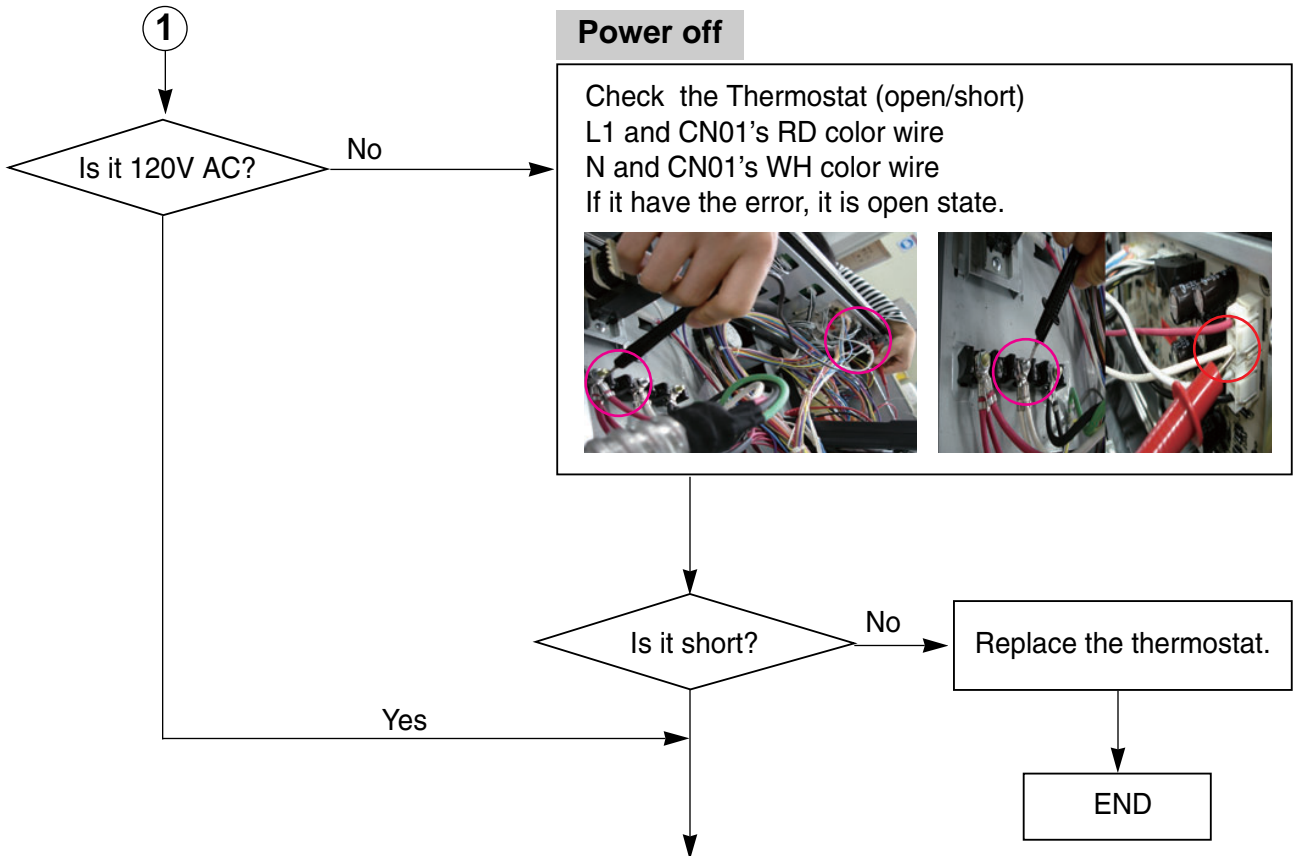 1
Power off
Check the Thermostat (open/short)
L1 and CN01's RD color wire
N and CN01's WH color wire
If it have the error, it is open state.
Is it 120V AC?
No
Is it short?
No
Replace the thermostat.
Yes
END